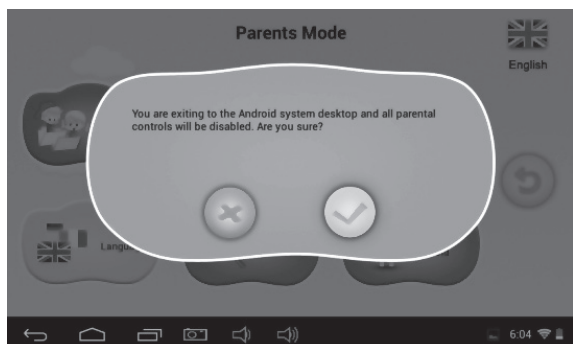 Parents Mode
English
You are exiting to the Android system desktop and all parental
controls will be disabled. Are you sure?
6:04